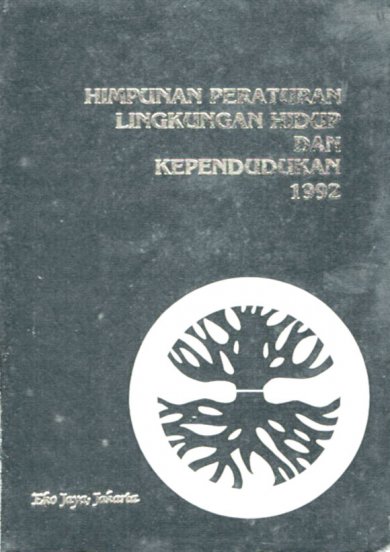 HIMPUNAN PERATURAN
LINGKUNGAN HIDUP
DAN
KEPENDUDUKAN
1992
Eko Jaya, Jakarta